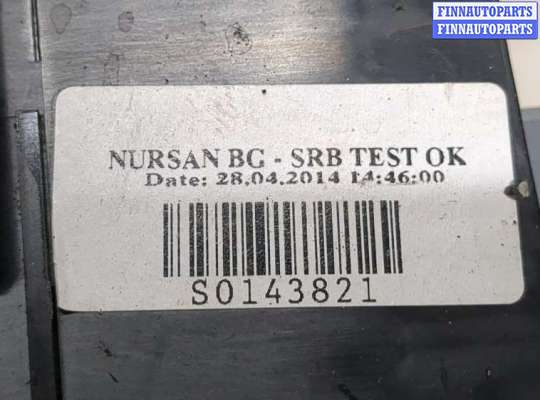 FINNAUTOPARTS
FINNAUTOPARTS
NURSAN BG - SRB TEST OK
Date: 28.04.2014 14:46:00
S0143821